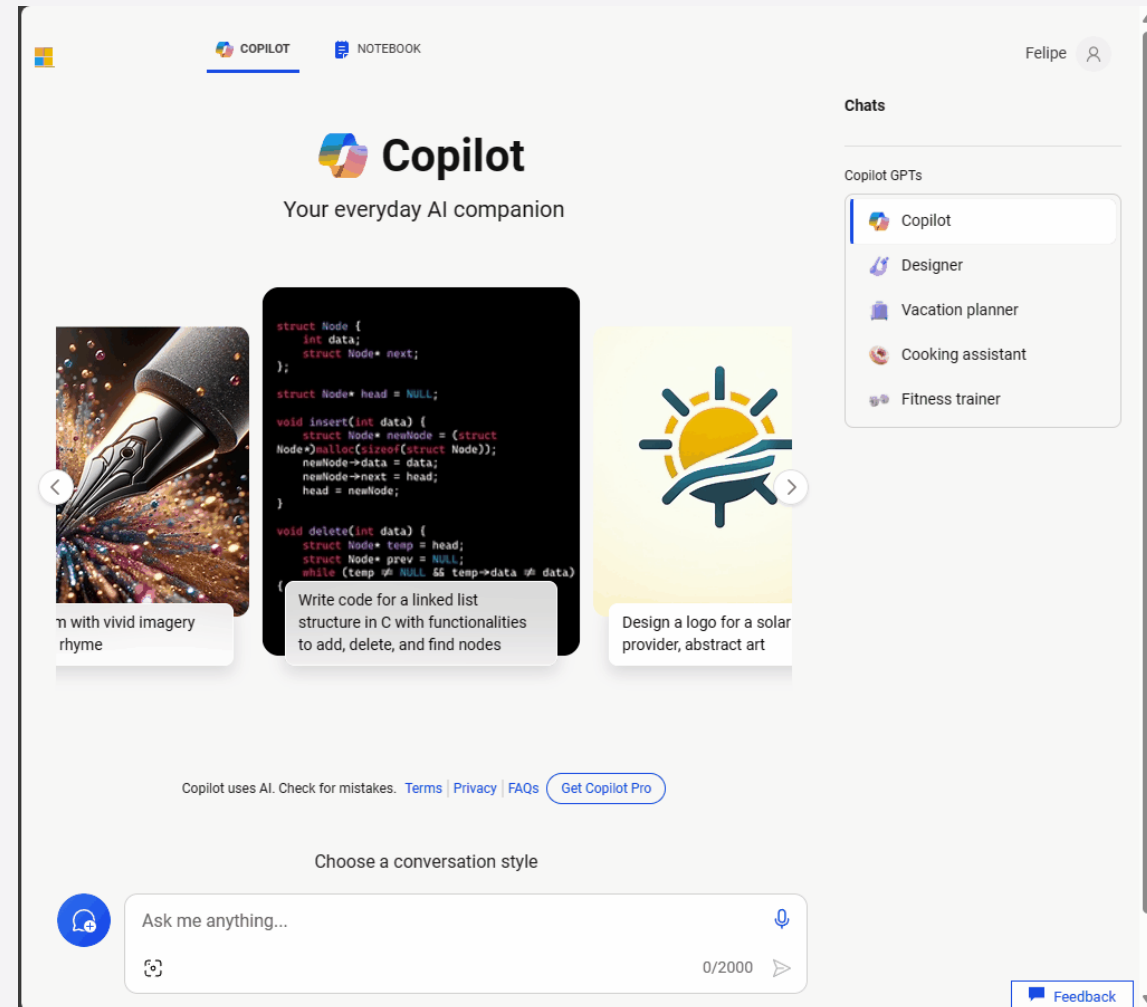 COPILOT
NOTEBOOK
Felipe
Copilot
Your everyday AI companion
m with vivid imagery
rhyme
struct Node {
int data;
struct Node* next;
};
struct Node* head = NULL;
void insert(int data) {
struct Node* newNode = (struct
Node*)malloc(sizeof(struct Node));
newNode→data = data;
newNode→next = head;
head = newNode;
}
void delete(int data) {
struct Node* temp = head;
struct Node* prev = NULL;
while (temp ≠ NULL && temp→data ≠ data)
{
Write code for a linked list
structure in C with functionalities
to add, delete, and find nodes
Design a logo for a solar
provider, abstract art
Copilot uses AI. Check for mistakes. Terms Privacy FAQs Get Copilot Pro
Choose a conversation style
Ask me anything...
0/2000
Chats
Copilot GPTs
Copilot
Designer
Vacation planner
Cooking assistant
Fitness trainer
Feedback